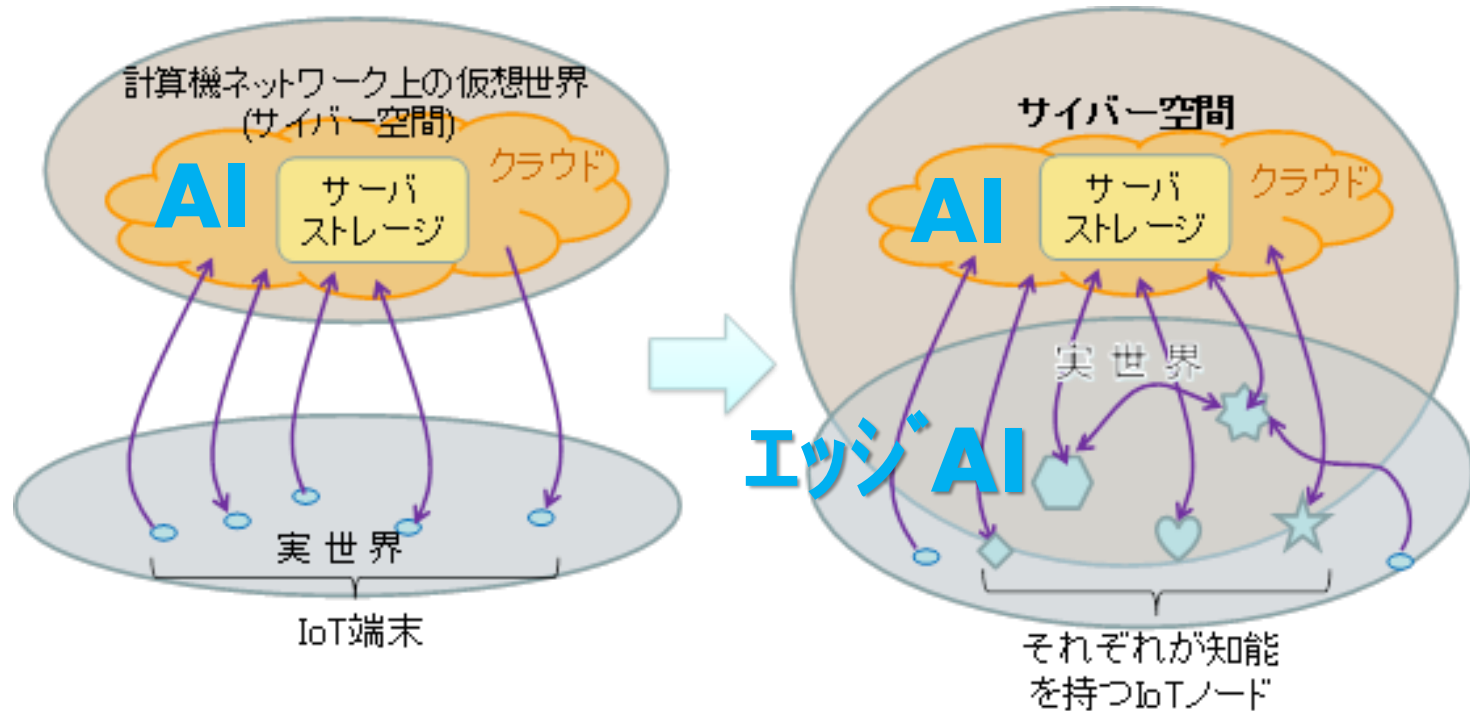 計算機ネットワーク上の仮想世界
(サイバー空間)
AI
サーバ
ストレージ
クラウド
実世界
IoT端末
サイバー空間
AI
サーバ
ストレージ
クラウド
実世界
エッジAI
それぞれが知能
を持つIoTノード